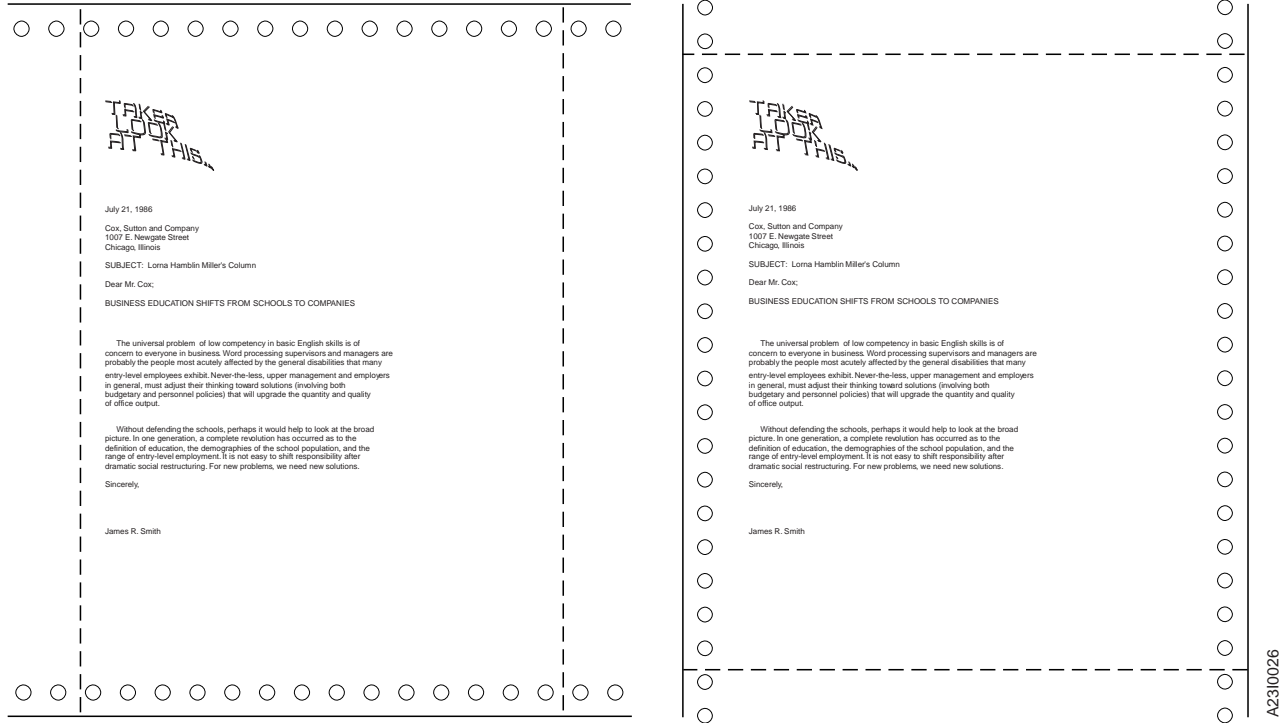 TAKE A
LOOK
AT THIS...
July 21, 1986
Cox, Sutton and Company
1007 E. Newgate Street
Chicago, Illinois
SUBJECT: Lorna Hamblin Miller's Column
Dear Mr. Cox;
BUSINESS EDUCATION SHIFTS FROM SCHOOLS TO COMPANIES
The universal problem of low competency in basic English skills is of
concern to everyone in business. Word processing supervisors and managers are
probably the people most acutely affected by the general disabilities that many
entry-level employees exhibit. Never-the-less, upper management and employers
in general, must adjust their thinking toward solutions (involving both
budgetary and personnel policies) that will upgrade the quantity and quality
of office output.
Without defending the schools, perhaps it would help to look at the broad
picture. In one generation, a complete revolution has occurred as to the
definition of education, the demographies of the school population, and the
range of entry-level employment. It is not easy to shift responsibility after
dramatic social restructuring. For new problems, we need new solutions.
Sincerely,
James R. Smith
TAKE A
LOOK
AT THIS...
July 21, 1986
Cox, Sutton and Company
1007 E. Newgate Street
Chicago, Illinois
SUBJECT: Lorna Hamblin Miller's Column
Dear Mr. Cox;
BUSINESS EDUCATION SHIFTS FROM SCHOOLS TO COMPANIES
The universal problem of low competency in basic English skills is of
concern to everyone in business. Word processing supervisors and managers are
probably the people most acutely affected by the general disabilities that many
entry-level employees exhibit. Never-the-less, upper management and employers
in general, must adjust their thinking toward solutions (involving both
budgetary and personnel policies) that will upgrade the quantity and quality
of office output.
Without defending the schools, perhaps it would help to look at the broad
picture. In one generation, a complete revolution has occurred as to the
definition of education, the demographies of the school population, and the
range of entry-level employment. It is not easy to shift responsibility after
dramatic social restructuring. For new problems, we need new solutions.
Sincerely,
James R. Smith
A23I0026